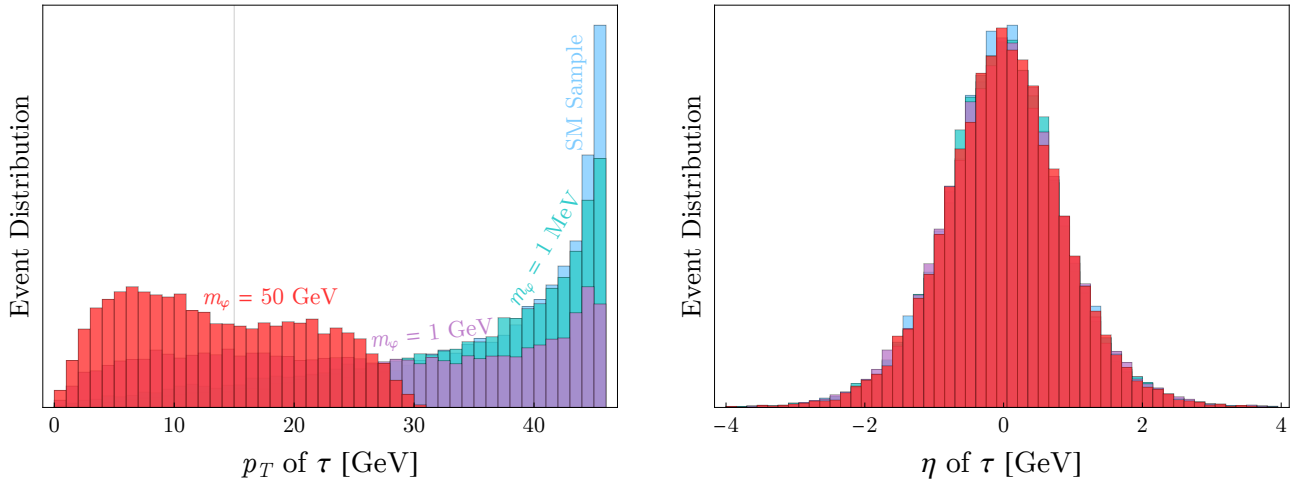 Event Distribution
SM Sample
m_φ = 1 MeV
m_φ = 50 GeV
m_φ = 1 GeV
0 10 20 30 40
p_T of τ [GeV]
Event Distribution
−4 −2 0 2 4
η of τ [GeV]